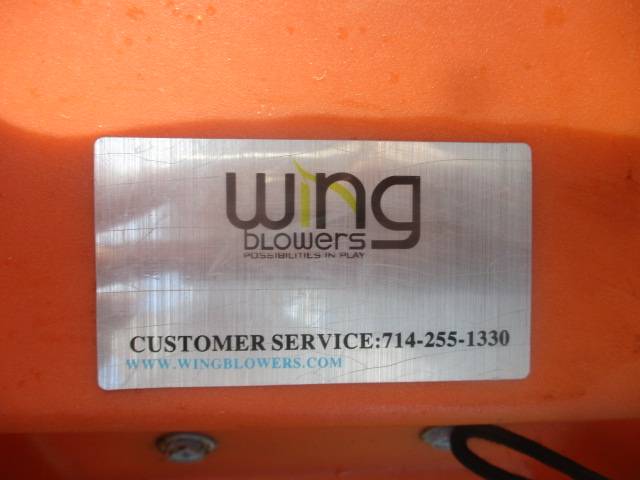 wing
blowers
POSSIBILITIES IN PLAY
CUSTOMER SERVICE:714-255-1330
WWW.WINGBLOWERS.COM